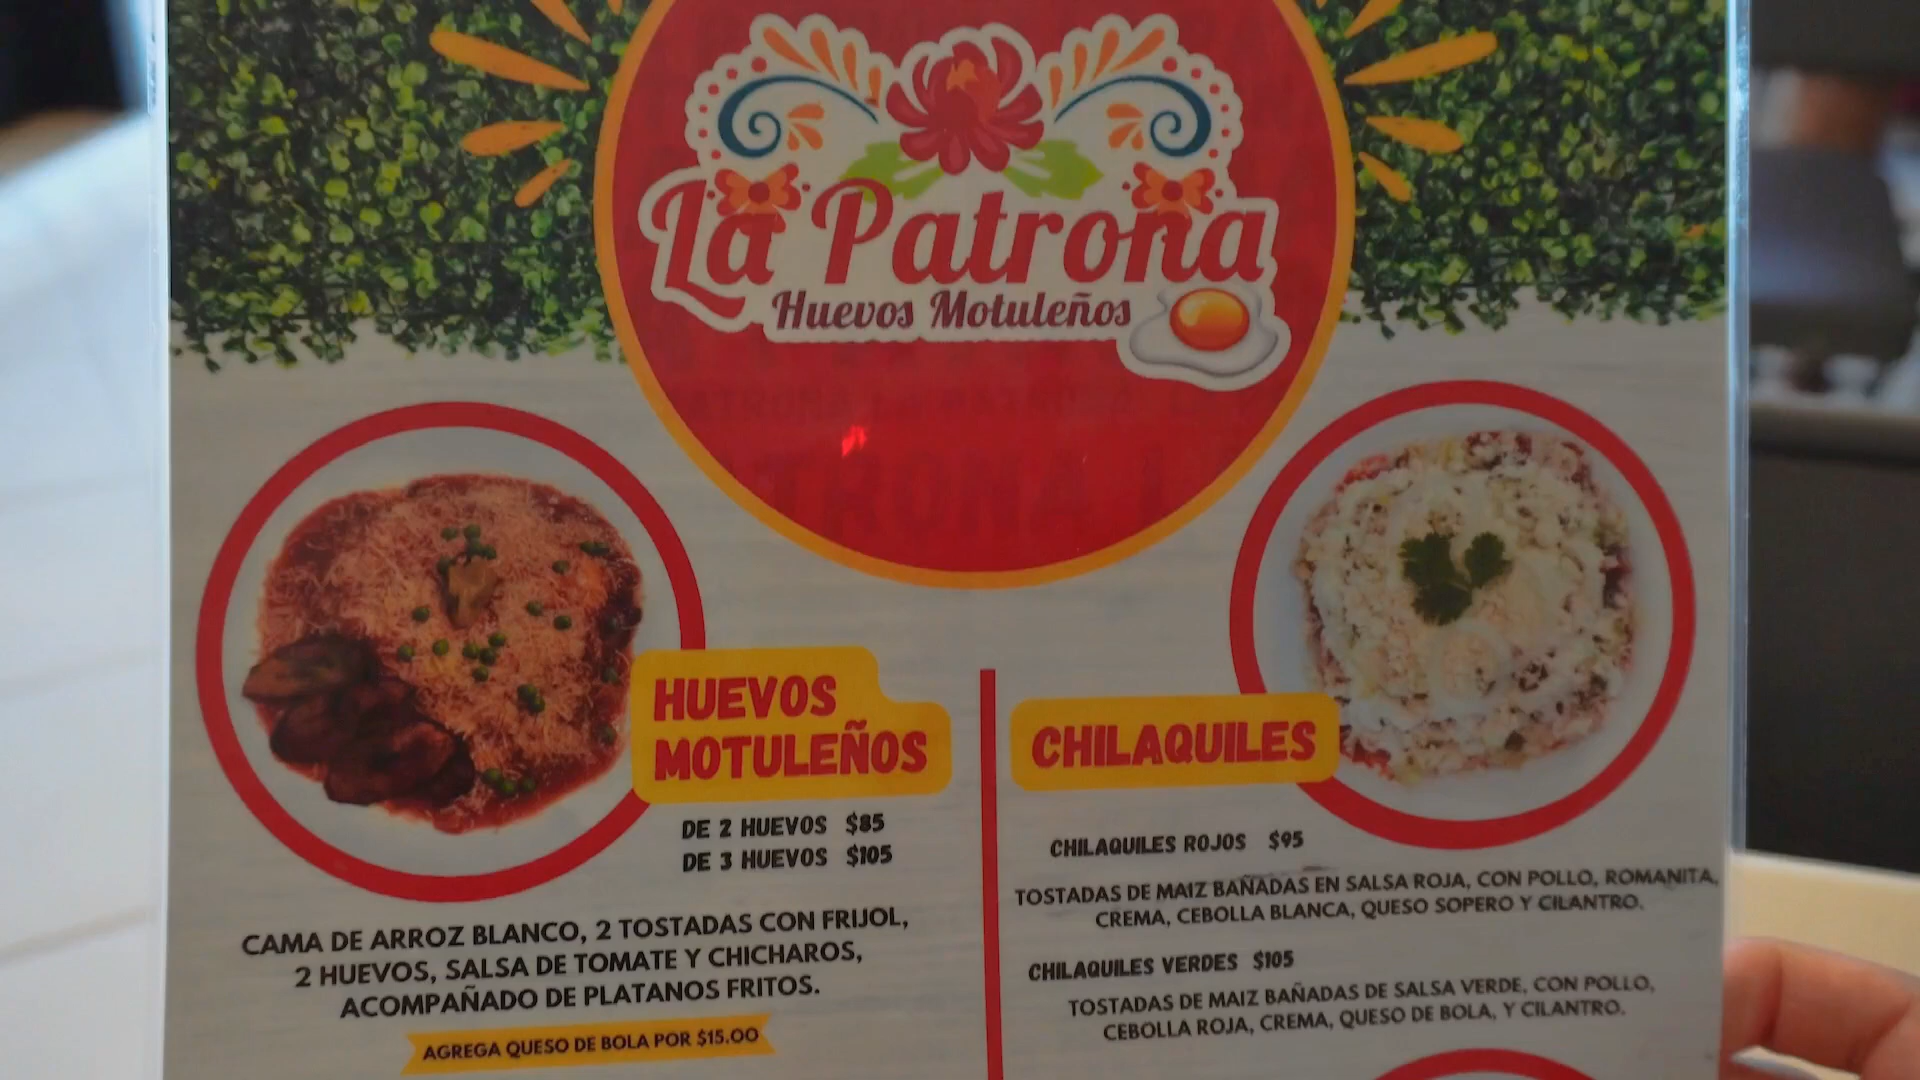 La Patrona
Huevos Motuleños
HUEVOS
MOTULEÑOS
DE 2 HUEVOS $85
DE 3 HUEVOS $105
CAMA DE ARROZ BLANCO, 2 TOSTADAS CON FRIJOL,
2 HUEVOS, SALSA DE TOMATE Y CHICHAROS,
ACOMPAÑADO DE PLATANOS FRITOS.
AGREGA QUESO DE BOLA POR $15.00
CHILAQUILES
CHILAQUILES ROJOS $95
TOSTADAS DE MAIZ BAÑADAS EN SALSA ROJA, CON POLLO, ROMANITA,
CREMA, CEBOLLA BLANCA, QUESO SOPERO Y CILANTRO.
CHILAQUILES VERDES $105
TOSTADAS DE MAIZ BAÑADAS DE SALSA VERDE, CON POLLO,
CEBOLLA ROJA, CREMA, QUESO DE BOLA, Y CILANTRO.